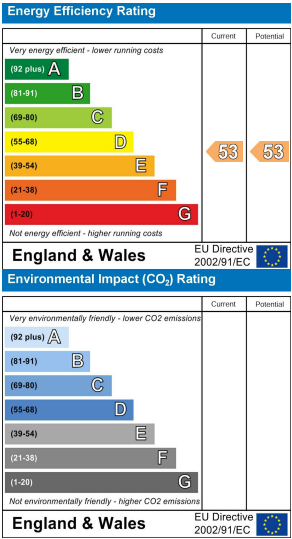 Energy Efficiency Rating
Current Potential
Very energy efficient - lower running costs
(92 plus) A
(81-91) B
(69-80) C
(55-68) D
(39-54) E
53 53
(21-38) F
(1-20) G
Not energy efficient - higher running costs
England & Wales
EU Directive
2002/91/EC
Environmental Impact (CO₂) Rating
Current Potential
Very environmentally friendly - lower CO2 emissions
(92 plus) A
(81-91) B
(69-80) C
(55-68) D
(39-54) E
(21-38) F
(1-20) G
Not environmentally friendly - higher CO2 emissions
England & Wales
EU Directive
2002/91/EC